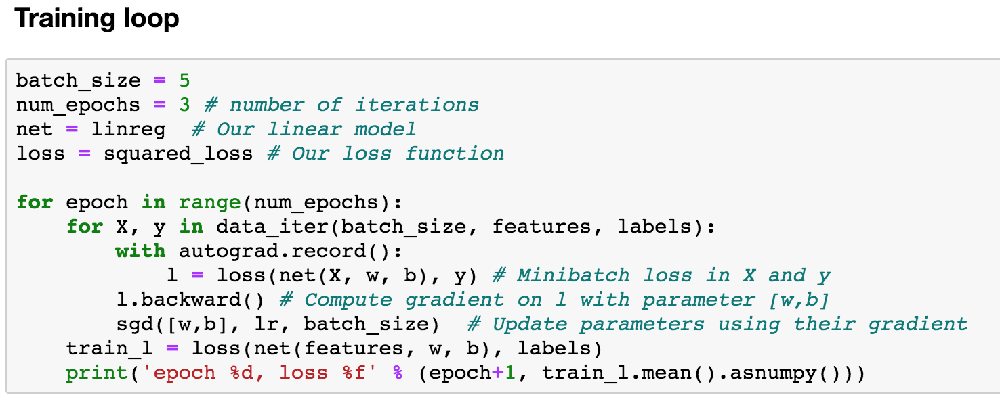 Training loop
batch_size = 5
num_epochs = 3 # number of iterations
net = linreg  # Our linear model
loss = squared_loss # Our loss function

for epoch in range(num_epochs):
    for X, y in data_iter(batch_size, features, labels):
        with autograd.record():
            l = loss(net(X, w, b), y) # Minibatch loss in X and y
        l.backward() # Compute gradient on l with parameter [w,b]
        sgd([w,b], lr, batch_size)  # Update parameters using their gradient
    train_l = loss(net(features, w, b), labels)
    print('epoch %d, loss %f' % (epoch+1, train_l.mean().asnumpy()))